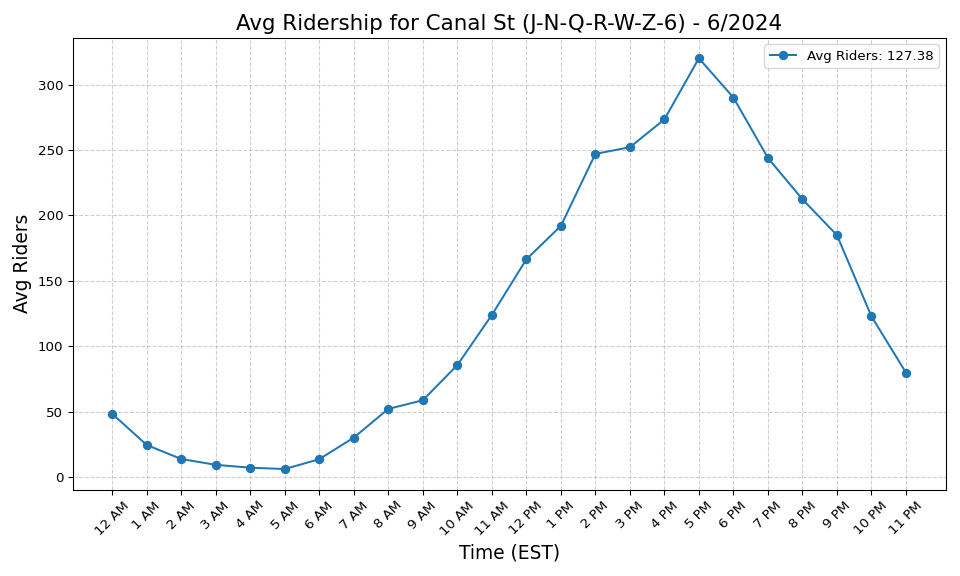 Avg Ridership for Canal St (J-N-Q-R-W-Z-6) - 6/2024
Avg Riders: 127.38
Avg Riders
300
250
200
150
100
50
0
12 AM
1 AM
2 AM
3 AM
4 AM
5 AM
6 AM
7 AM
8 AM
9 AM
10 AM
11 AM
12 PM
1 PM
2 PM
3 PM
4 PM
5 PM
6 PM
7 PM
8 PM
9 PM
10 PM
11 PM
Time (EST)